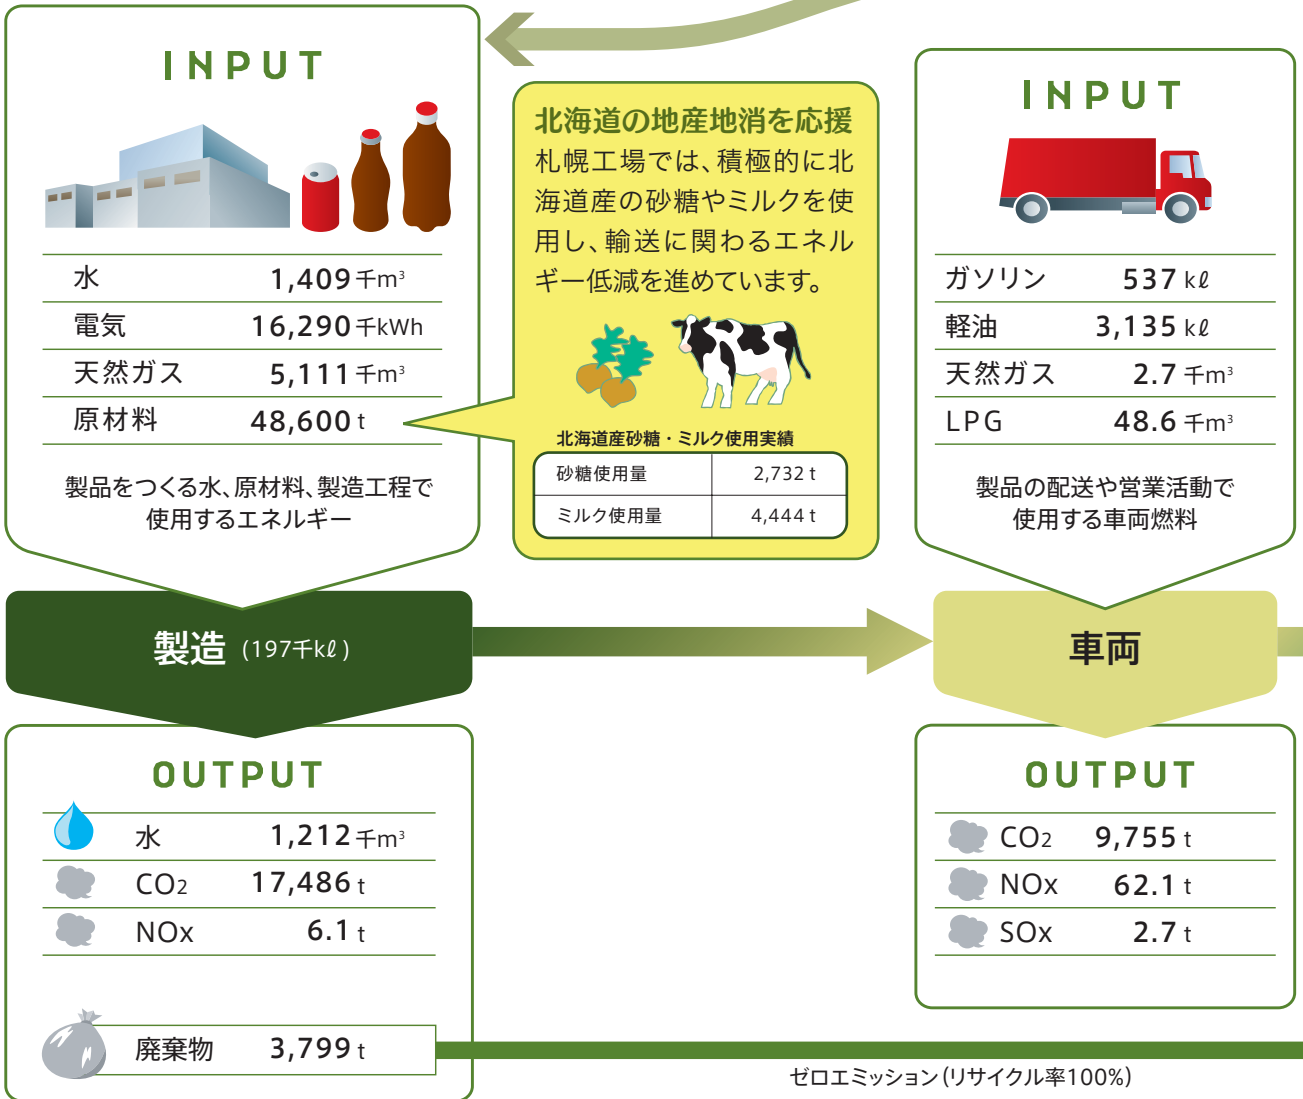 INPUT
水 1,409 千m³
電気 16,290 千kWh
天然ガス 5,111 千m³
原材料 48,600 t
製品をつくる水、原材料、製造工程で
使用するエネルギー
北海道の地産地消を応援
札幌工場では、積極的に北
海道産の砂糖やミルクを使
用し、輸送に関わるエネル
ギー低減を進めています。
北海道産砂糖・ミルク使用実績
砂糖使用量 2,732 t
ミルク使用量 4,444 t
INPUT
ガソリン 537 kℓ
軽油 3,135 kℓ
天然ガス 2.7 千m³
LPG 48.6 千m³
製品の配送や営業活動で
使用する車両燃料
製造 (197千kℓ)
車両
OUTPUT
水 1,212 千m³
CO2 17,486 t
NOx 6.1 t
廃棄物 3,799 t
OUTPUT
CO2 9,755 t
NOx 62.1 t
SOx 2.7 t
ゼロエミッション(リサイクル率100%)